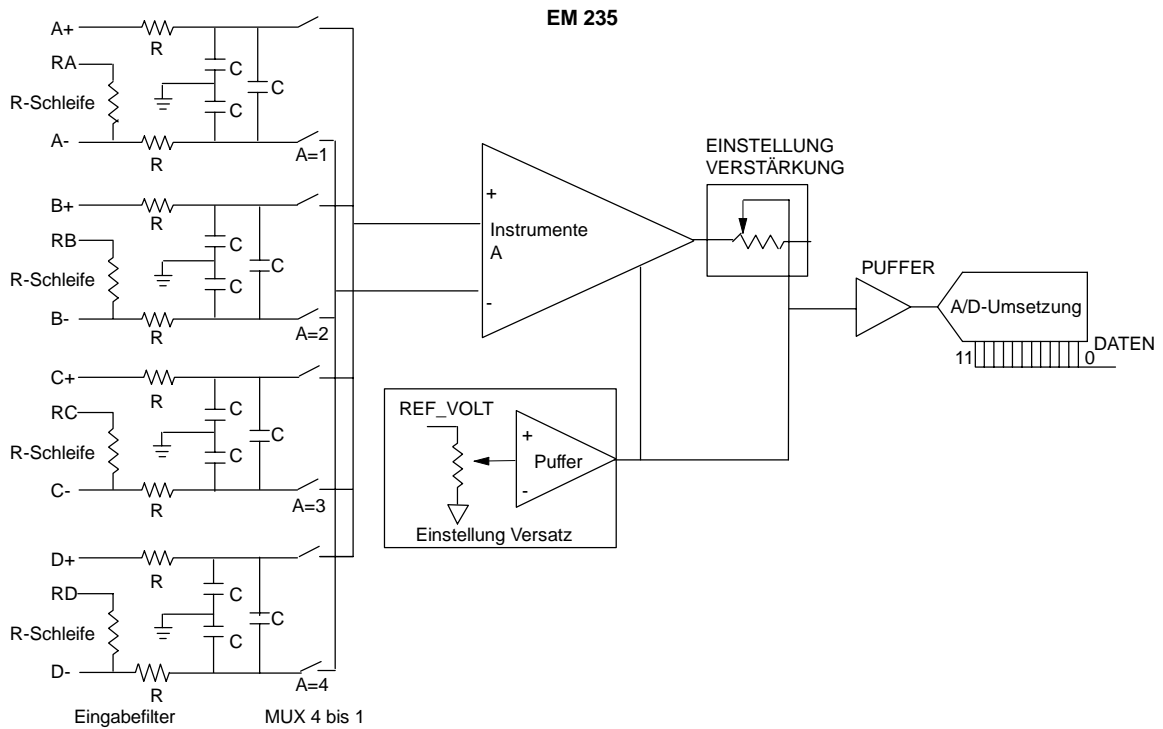 EM 235
A+
R
RA
C
R-Schleife
C
C
A-
R
A=1
B+
R
RB
C
R-Schleife
C
C
B-
R
A=2
C+
R
RC
C
R-Schleife
C
C
C-
R
A=3
D+
R
RD
C
R-Schleife
C
C
D-
R
A=4
Eingabefilter
MUX 4 bis 1
+
Instrumente
A
-
EINSTELLUNG
VERSTÄRKUNG
PUFFER
A/D-Umsetzung
11
0
DATEN
REF_VOLT
+
Puffer
-
Einstellung Versatz